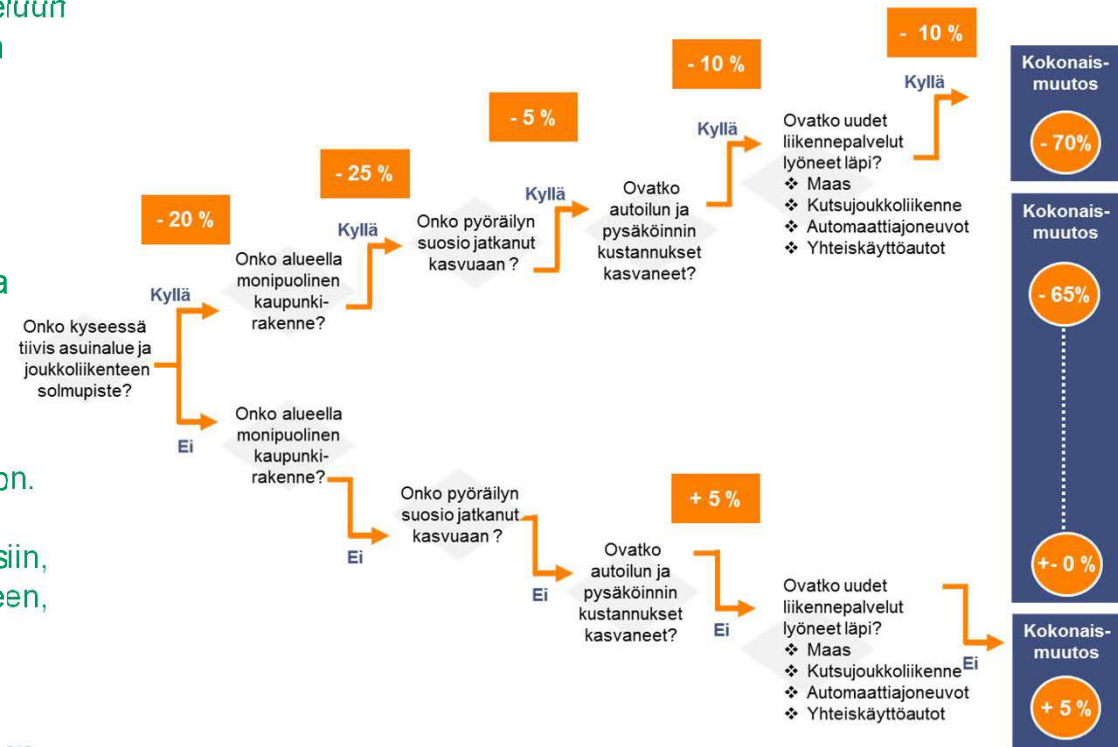 eluun
- 10 %
Kyllä
Kokonais-
muutos
- 70%
- 10 %
Kyllä
Ovatko uudet
liikennepalvelut
lyöneet läpi?
❖ Maas
❖ Kutsujoukkoliikenne
❖ Automaattiajoneuvot
❖ Yhteiskäyttöautot
- 5 %
Kyllä
Ovatko
autoilun ja
pysäköinnin
kustannukset
kasvaneet?
- 25 %
Kyllä
Onko pyöräilyn
suosio jatkanut
kasvuaan ?
- 20 %
Kyllä
Onko alueella
monipuolinen
kaupunki-
rakenne?
Onko kyseessä
tiivis asuinalue ja
joukkoliikenteen
solmupiste?
Kokonais-
muutos
- 65%
+- 0 %
Ei
Onko alueella
monipuolinen
kaupunki-
rakenne?
Ei
Onko pyöräilyn
suosio jatkanut
kasvuaan ?
Ei
Ovatko
autoilun ja
pysäköinnin
kustannukset
kasvaneet?
+ 5 %
Ei
Ovatko uudet
liikennepalvelut
lyöneet läpi?
❖ Maas
❖ Kutsujoukkoliikenne
❖ Automaattiajoneuvot
❖ Yhteiskäyttöautot
Ei
Kokonais-
muutos
+ 5 %
on.
siin,
een,